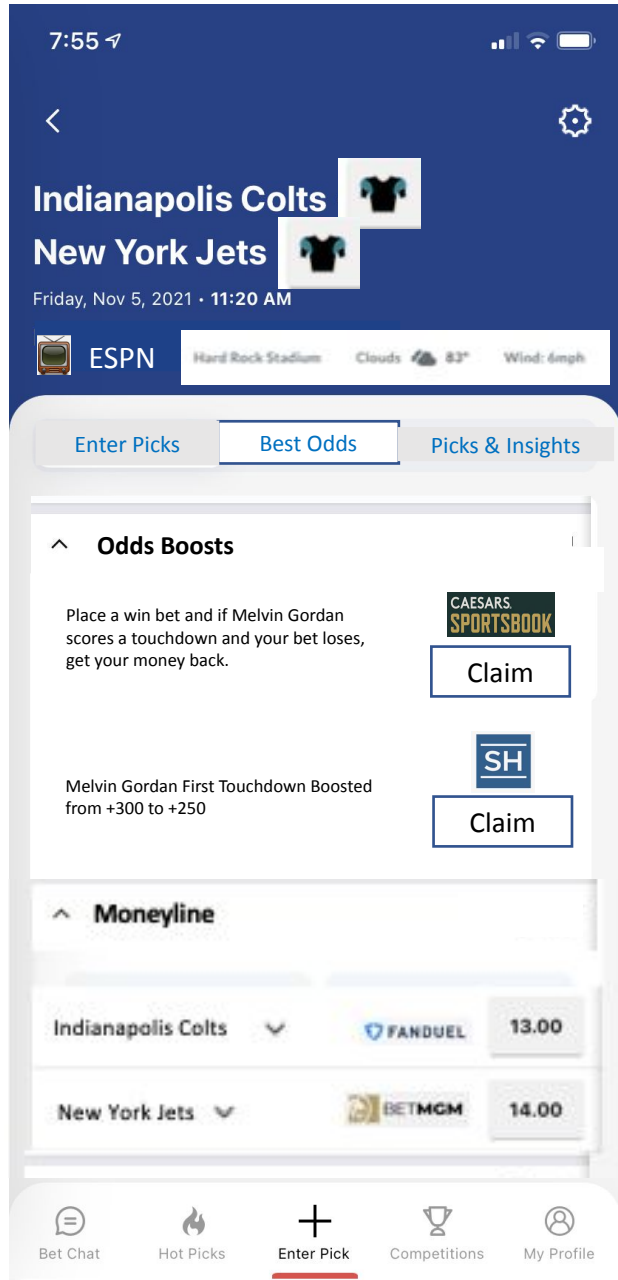 7:55
Indianapolis Colts
New York Jets
Friday, Nov 5, 2021 • 11:20 AM
ESPN Hard Rock Stadium Clouds 83° Wind: 6mph
Enter Picks Best Odds Picks & Insights
Odds Boosts
Place a win bet and if Melvin Gordan
scores a touchdown and your bet loses,
get your money back.
CAESARS
SPORTSBOOK
Claim
SH
Melvin Gordan First Touchdown Boosted
from +300 to +250
Claim
Moneyline
Indianapolis Colts FANDUEL 13.00
New York Jets BETMGM 14.00
Bet Chat Hot Picks Enter Pick Competitions My Profile